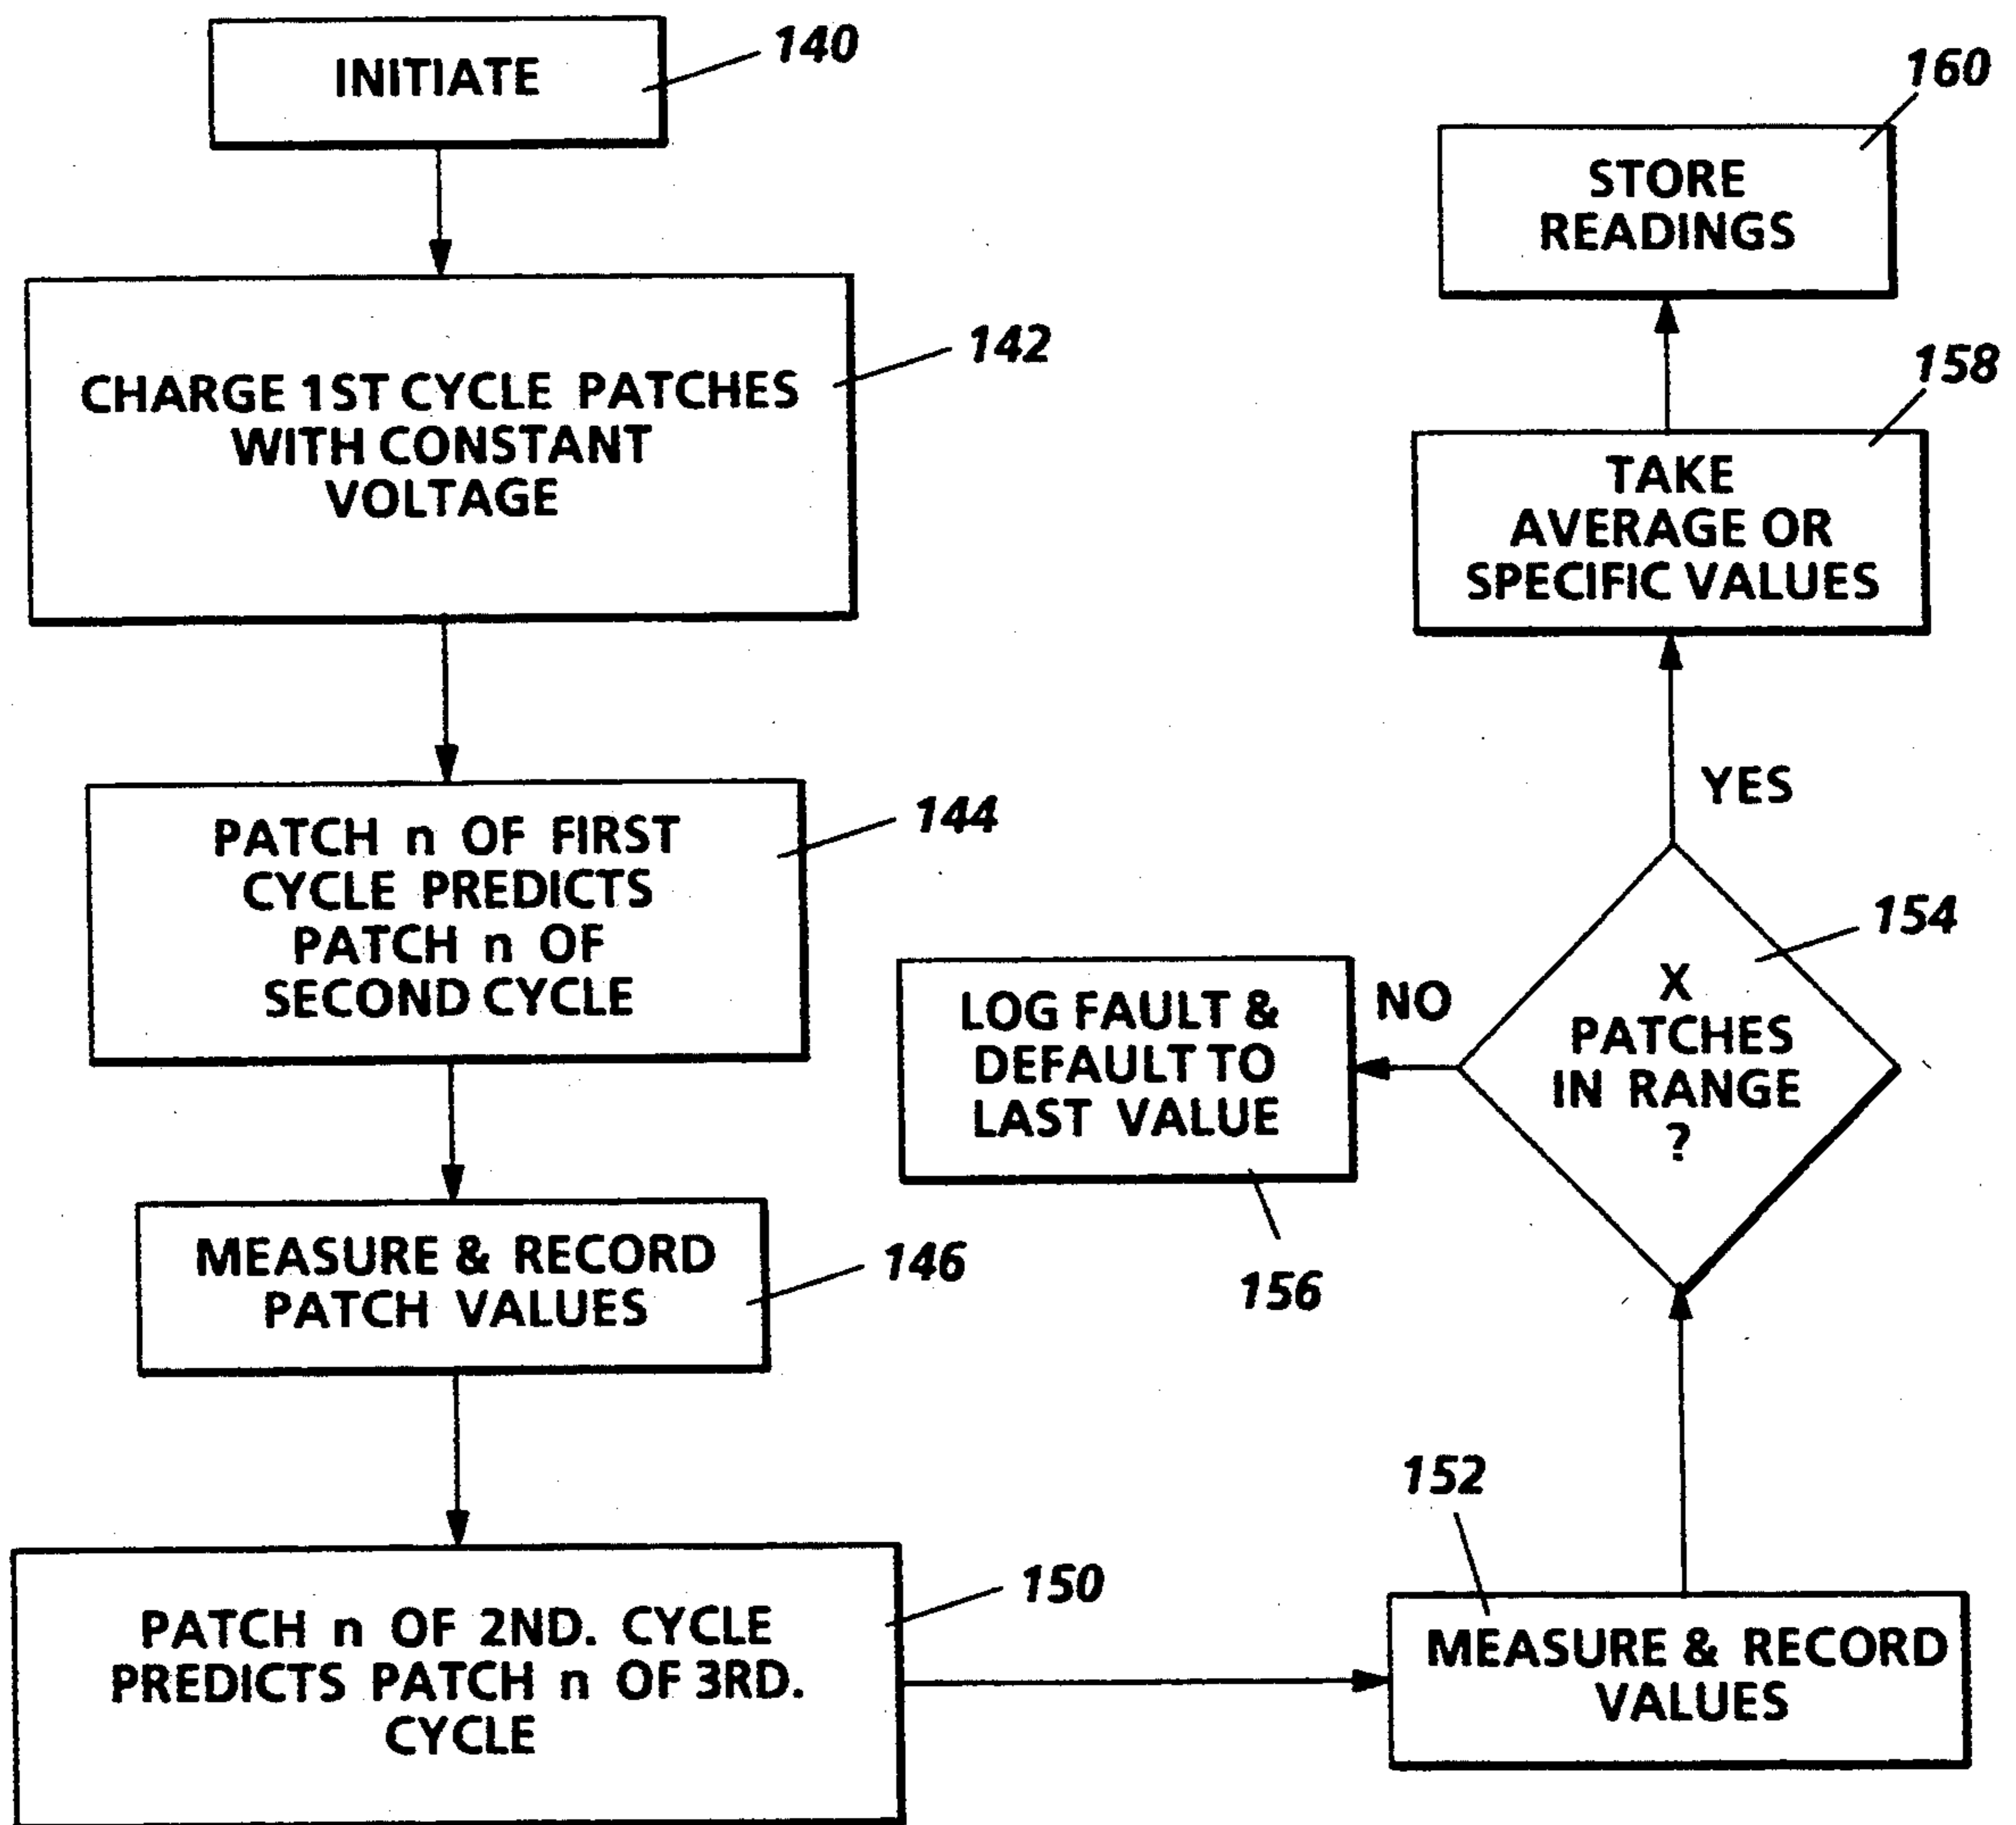 INITIATE
140
CHARGE 1ST CYCLE PATCHES
WITH CONSTANT
VOLTAGE
142
PATCH n OF FIRST
CYCLE PREDICTS
PATCH n OF
SECOND CYCLE
144
MEASURE & RECORD
PATCH VALUES
146
PATCH n OF 2ND. CYCLE
PREDICTS PATCH n OF 3RD.
CYCLE
150
MEASURE & RECORD
VALUES
152
X
PATCHES
IN RANGE
?
154
NO
LOG FAULT &
DEFAULT TO
LAST VALUE
156
YES
TAKE
AVERAGE OR
SPECIFIC VALUES
158
STORE
READINGS
160